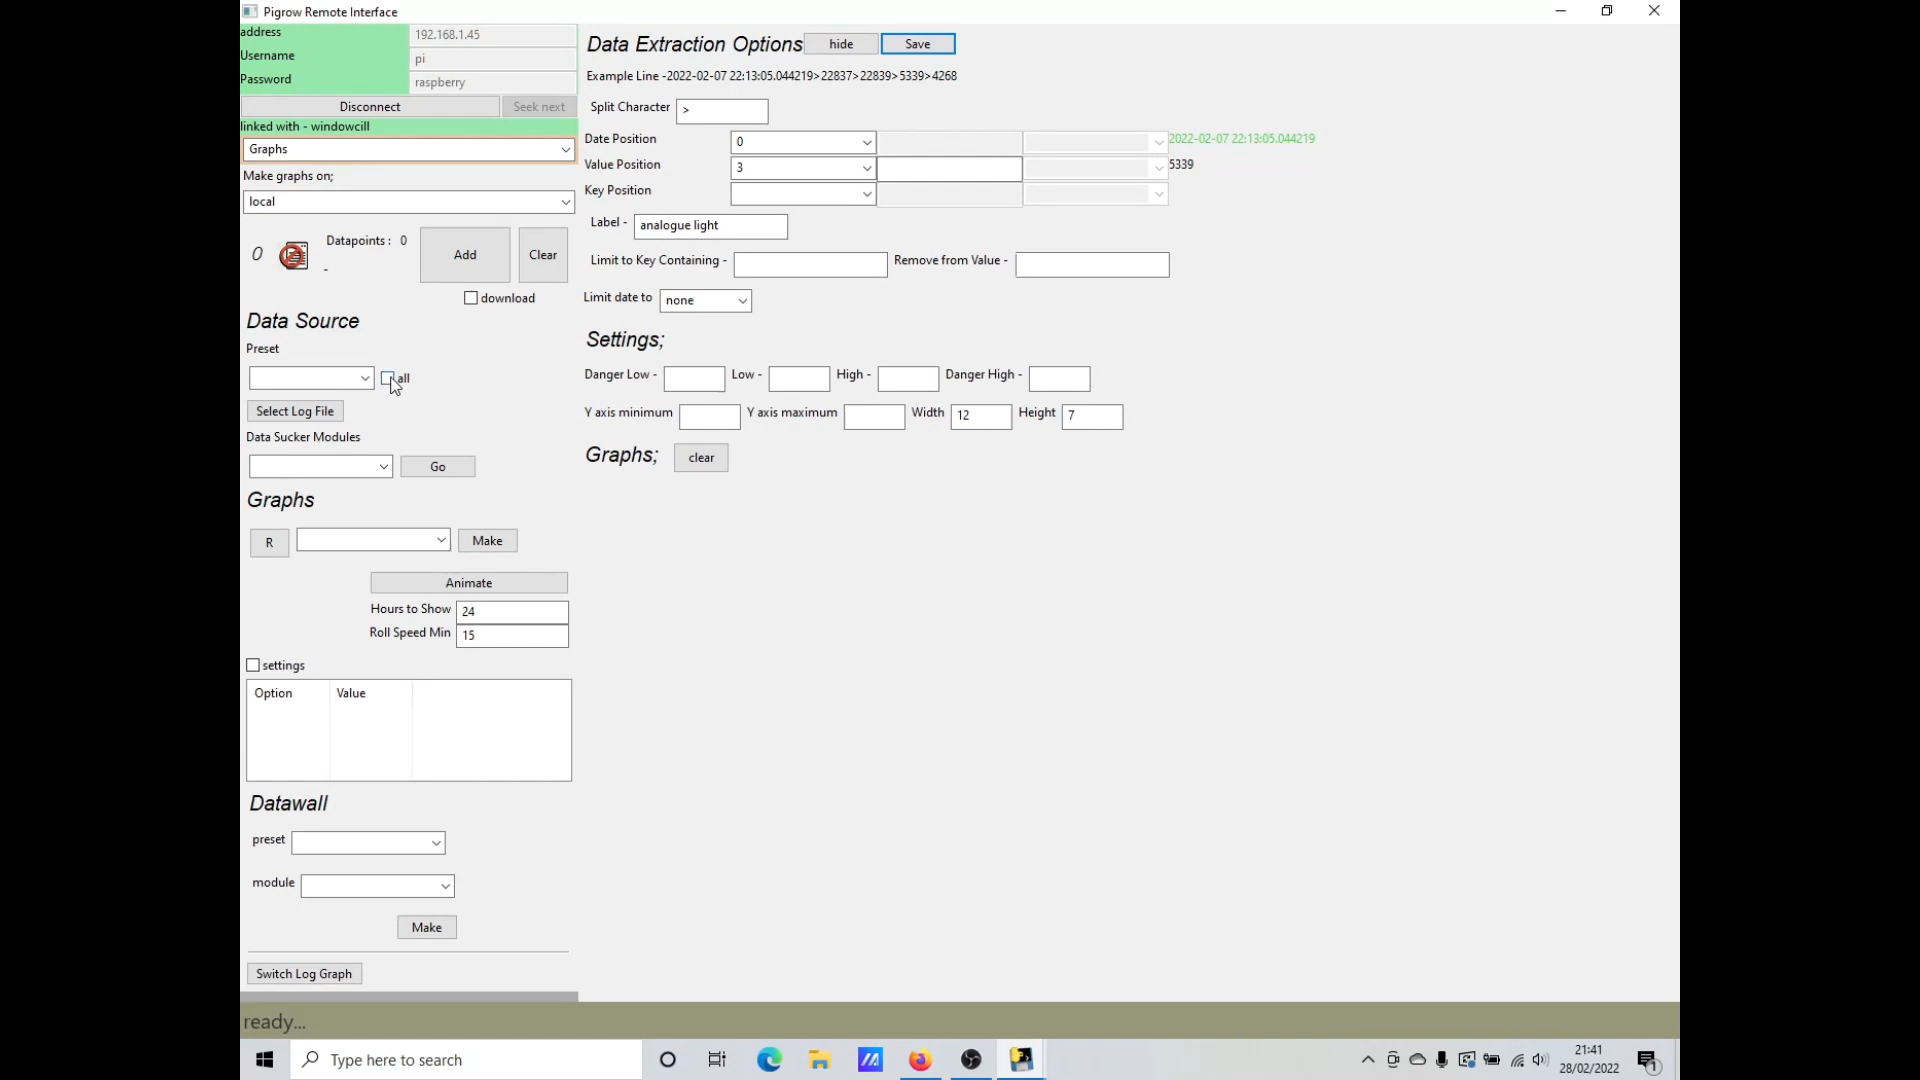 Pigrow Remote Interface
address 192.168.1.45
Username pi
Password raspberry
Disconnect Seek next
linked with - windowcill
Graphs
Make graphs on;
local
0 Datapoints : 0 Add Clear
-
download
Data Source
Preset
all
Select Log File
Data Sucker Modules
Go
Graphs
R Make
Animate
Hours to Show 24
Roll Speed Min 15
settings
Option Value
Datawall
preset
module
Make
Switch Log Graph
Data Extraction Options hide Save
Example Line -2022-02-07 22:13:05.044219>22837>22839>5339>4268
Split Character >
Date Position 0 2022-02-07 22:13:05.044219
Value Position 3 5339
Key Position
Label - analogue light
Limit to Key Containing - Remove from Value -
Limit date to none
Settings;
Danger Low - Low - High - Danger High -
Y axis minimum Y axis maximum Width 12 Height 7
Graphs; clear
ready...
Type here to search
21:41
28/02/2022
1